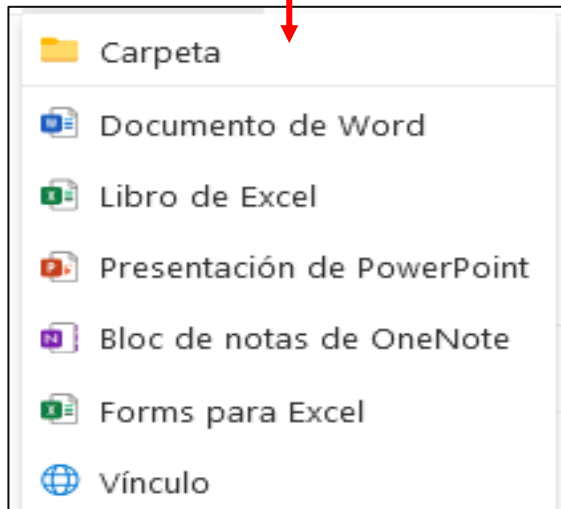 Carpeta
Documento de Word
Libro de Excel
Presentación de PowerPoint
Bloc de notas de OneNote
Forms para Excel
Vínculo